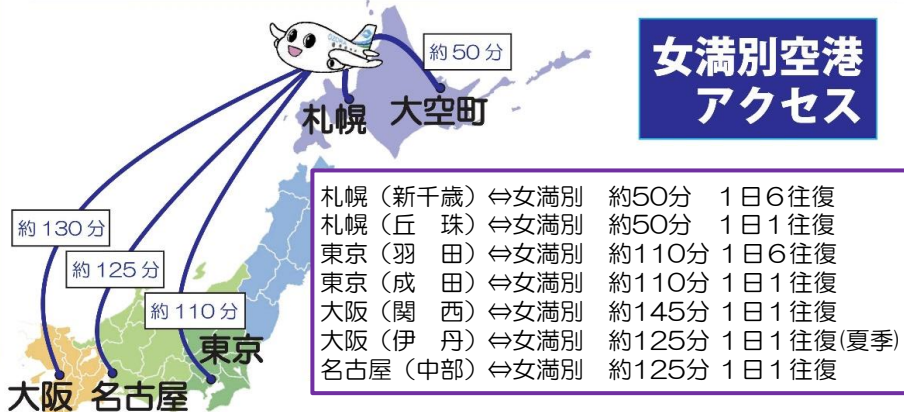 約50分
女満別空港
アクセス
札幌
大空町
札幌（新千歳）⇔女満別　約50分　1日6往復
札幌（丘　珠）⇔女満別　約50分　1日1往復
東京（羽　田）⇔女満別　約110分 1日6往復
東京（成　田）⇔女満別　約110分 1日1往復
大阪（関　西）⇔女満別　約145分 1日1往復
大阪（伊　丹）⇔女満別　約125分 1日1往復(夏季)
名古屋（中部）⇔女満別　約125分 1日1往復
約130分
約125分
約110分
東京
大阪
名古屋